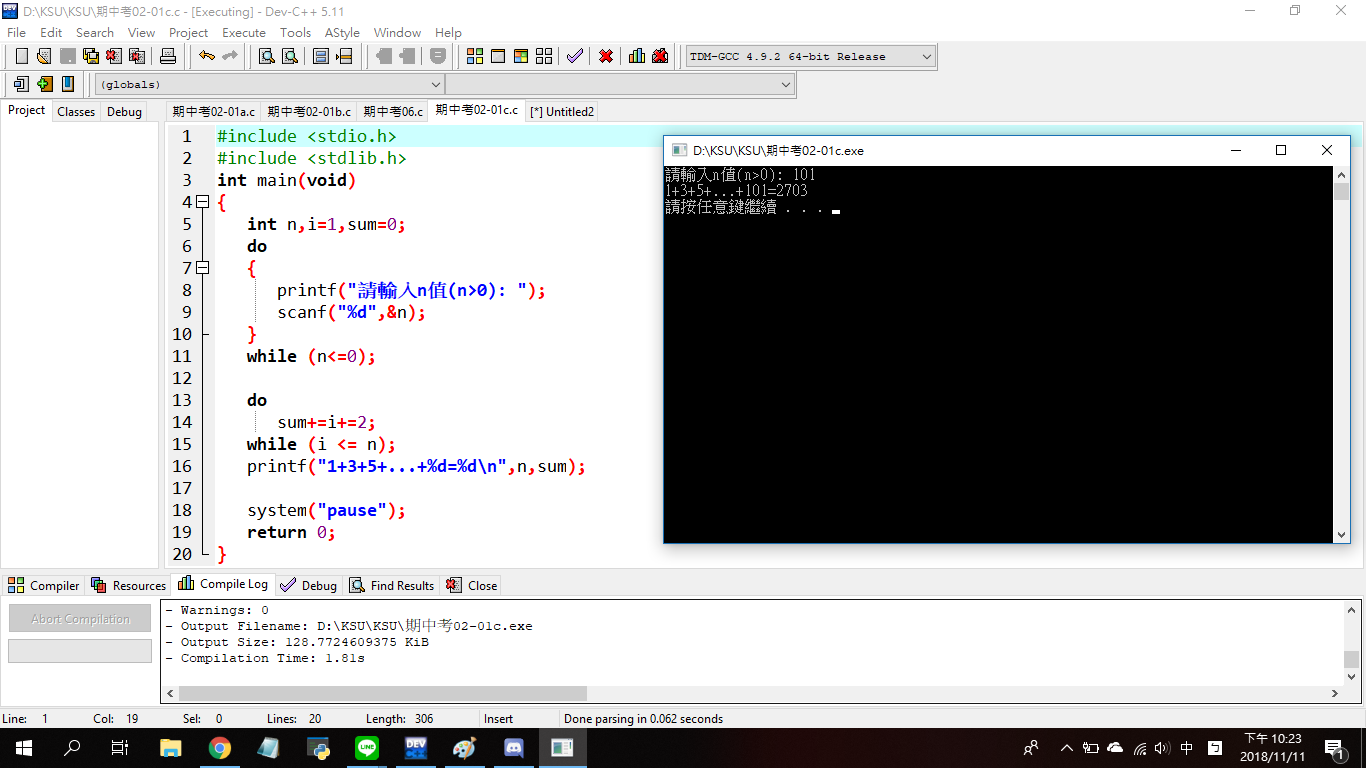 D:\KSU\KSU\期中考02-01c.c - [Executing] - Dev-C++ 5.11
File Edit Search View Project Execute Tools AStyle Window Help
TDM-GCC 4.9.2 64-bit Release
(globals)
Project Classes Debug
期中考02-01a.c 期中考02-01b.c 期中考06.c 期中考02-01c.c [*] Untitled2
1 #include <stdio.h>
2 #include <stdlib.h>
3 int main(void)
4 {
5 int n,i=1,sum=0;
6 do
7 {
8 printf("請輸入n值(n>0): ");
9 scanf("%d",&n);
10 }
11 while (n<=0);
12
13 do
14 sum+=i+=2;
15 while (i <= n);
16 printf("1+3+5+...+%d=%d\n",n,sum);
17
18 system("pause");
19 return 0;
20 }
D:\KSU\KSU\期中考02-01c.exe
請輸入n值(n>0): 101
1+3+5+...+101=2703
請按任意鍵繼續 . . .
Compiler Resources Compile Log Debug Find Results Close
Abort Compilation
- Warnings: 0
- Output Filename: D:\KSU\KSU\期中考02-01c.exe
- Output Size: 128.7724609375 KiB
- Compilation Time: 1.81s
Line: 1 Col: 19 Sel: 0 Lines: 20 Length: 306 Insert Done parsing in 0.062 seconds
LINE
DEV
中
ㄅ
下午 10:23
2018/11/11
1